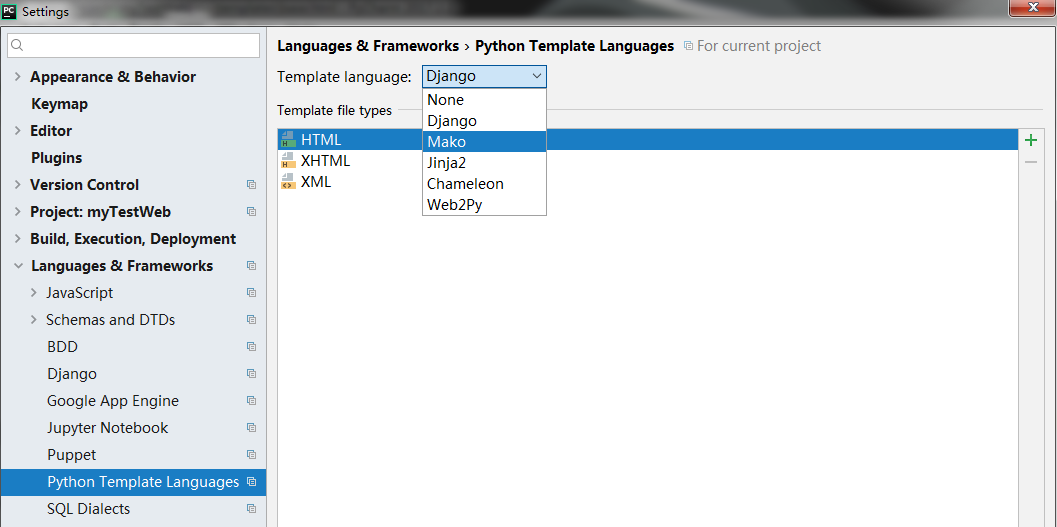 PC Settings
Appearance & Behavior
Keymap
Editor
Plugins
Version Control
Project: myTestWeb
Build, Execution, Deployment
Languages & Frameworks
JavaScript
Schemas and DTDs
BDD
Django
Google App Engine
Jupyter Notebook
Puppet
Python Template Languages
SQL Dialects
Languages & Frameworks › Python Template Languages For current project
Template language: Django
None
Django
Mako
Jinja2
Chameleon
Web2Py
Template file types
H HTML
H XHTML
<> XML